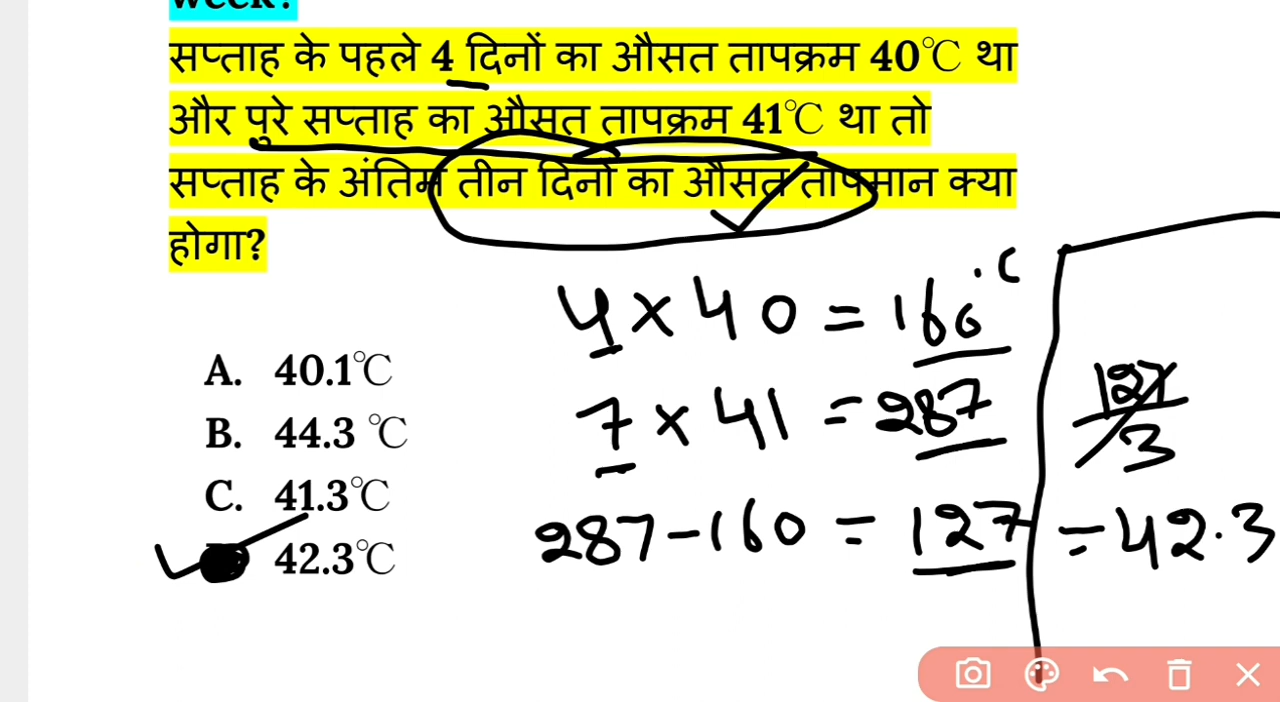 week?
सप्ताह के पहले 4 दिनों का औसत तापक्रम 40℃ था
और पुरे सप्ताह का औसत तापक्रम 41℃ था तो
सप्ताह के अंतिम तीन दिनों का औसत तापमान क्या
होगा?
4 × 40 = 160°C
A. 40.1℃
7 × 41 = 287
127/3
B. 44.3 ℃
C. 41.3℃
287-160 = 127 = 42.3
42.3℃